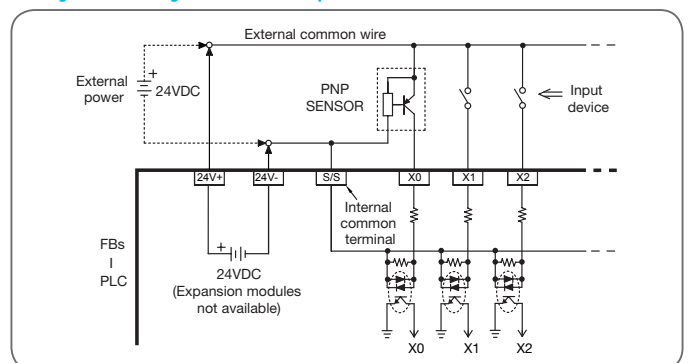 External common wire
External
power
+
24VDC
PNP
SENSOR
Input
device
24V+
24V-
S/S
X0
X1
X2
Internal
common
terminal
FBs
I
PLC
+
24VDC
(Expansion modules
not available)
X0
X1
X2